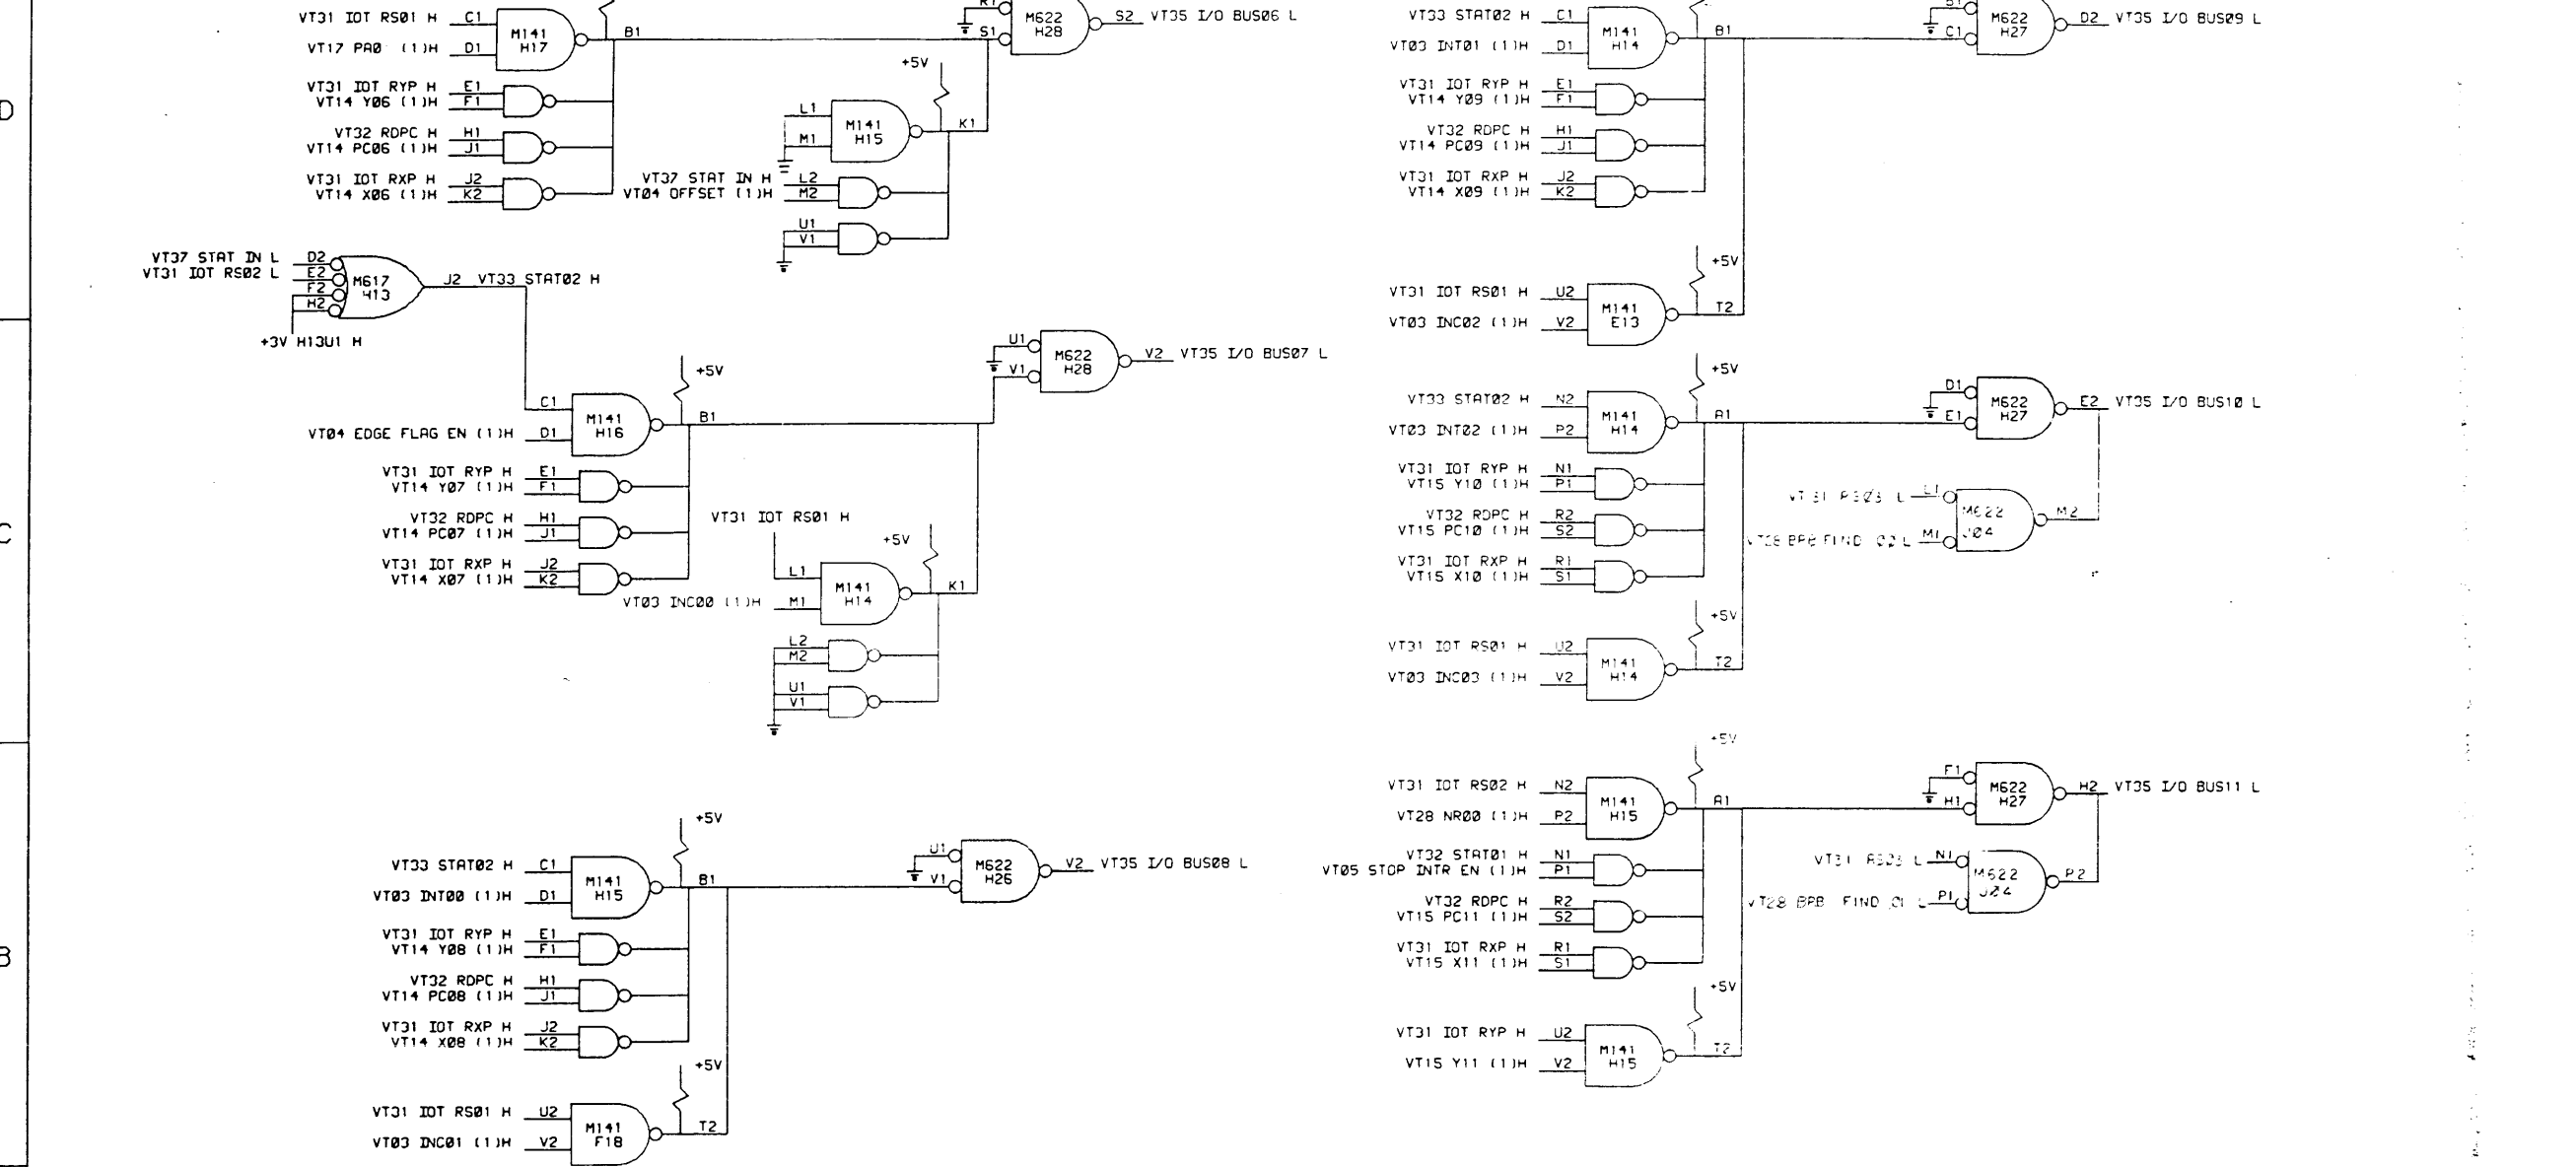 D
VT31 IOT RS01 H C1
M141 H17
VT17 PA0 (1)H D1
B1
VT31 IOT RYP H E1
VT14 Y06 (1)H F1
VT32 RDPC H H1
VT14 PC06 (1)H J1
VT31 IOT RXP H J2
VT14 X06 (1)H K2
R1
S1
M622 H28
S2 VT35 I/O BUS06 L
+5V
L1
M1
M141 H15
K1
VT37 STAT IN H L2
VT04 OFFSET (1)H M2
U1
V1
VT37 STAT IN L D2
VT31 IOT RS02 L E2
F2
H2
M617 H13
J2 VT33 STAT02 H
+3V H13U1 H
C
C1
VT04 EDGE FLAG EN (1)H D1
M141 H16
+5V
B1
VT31 IOT RYP H E1
VT14 Y07 (1)H F1
VT32 RDPC H H1
VT14 PC07 (1)H J1
VT31 IOT RXP H J2
VT14 X07 (1)H K2
U1
V1
M622 H28
V2 VT35 I/O BUS07 L
VT31 IOT RS01 H
+5V
L1
VT03 INC00 (1)H M1
M141 H14
K1
L2
M2
U1
V1
B
+5V
VT33 STAT02 H C1
VT03 INT00 (1)H D1
M141 H15
B1
VT31 IOT RYP H E1
VT14 Y08 (1)H F1
VT32 RDPC H H1
VT14 PC08 (1)H J1
VT31 IOT RXP H J2
VT14 X08 (1)H K2
U1
V1
M622 H26
V2 VT35 I/O BUS08 L
+5V
VT31 IOT RS01 H U2
VT03 INC01 (1)H V2
M141 F18
T2
VT33 STAT02 H C1
VT03 INT01 (1)H D1
M141 H14
B1
VT31 IOT RYP H E1
VT14 Y09 (1)H F1
VT32 RDPC H H1
VT14 PC09 (1)H J1
VT31 IOT RXP H J2
VT14 X09 (1)H K2
C1
M622 H27
D2 VT35 I/O BUS09 L
+5V
VT31 IOT RS01 H U2
VT03 INC02 (1)H V2
M141 E13
T2
+5V
VT33 STAT02 H N2
VT03 INT02 (1)H P2
M141 H14
A1
VT31 IOT RYP H N1
VT15 Y10 (1)H P1
VT32 RDPC H R2
VT15 PC10 (1)H S2
VT31 IOT RXP H R1
VT15 X10 (1)H S1
D1
E1
M622 H27
E2 VT35 I/O BUS10 L
VT31 RS03 L L1
M1
M622 J04
M2
+5V
VT31 IOT RS01 H U2
VT03 INC03 (1)H V2
M141 H14
T2
+5V
VT31 IOT RS02 H N2
VT28 NR00 (1)H P2
M141 H15
A1
VT32 STAT01 H N1
VT05 STOP INTR EN (1)H P1
VT32 RDPC H R2
VT15 PC11 (1)H S2
VT31 IOT RXP H R1
VT15 X11 (1)H S1
F1
H1
M622 H27
H2 VT35 I/O BUS11 L
VT31 RS03 L N1
VT28 BRB FIND 01 L P1
M622 J04
P2
+5V
VT31 IOT RYP H U2
VT15 Y11 (1)H V2
M141 H15
T2